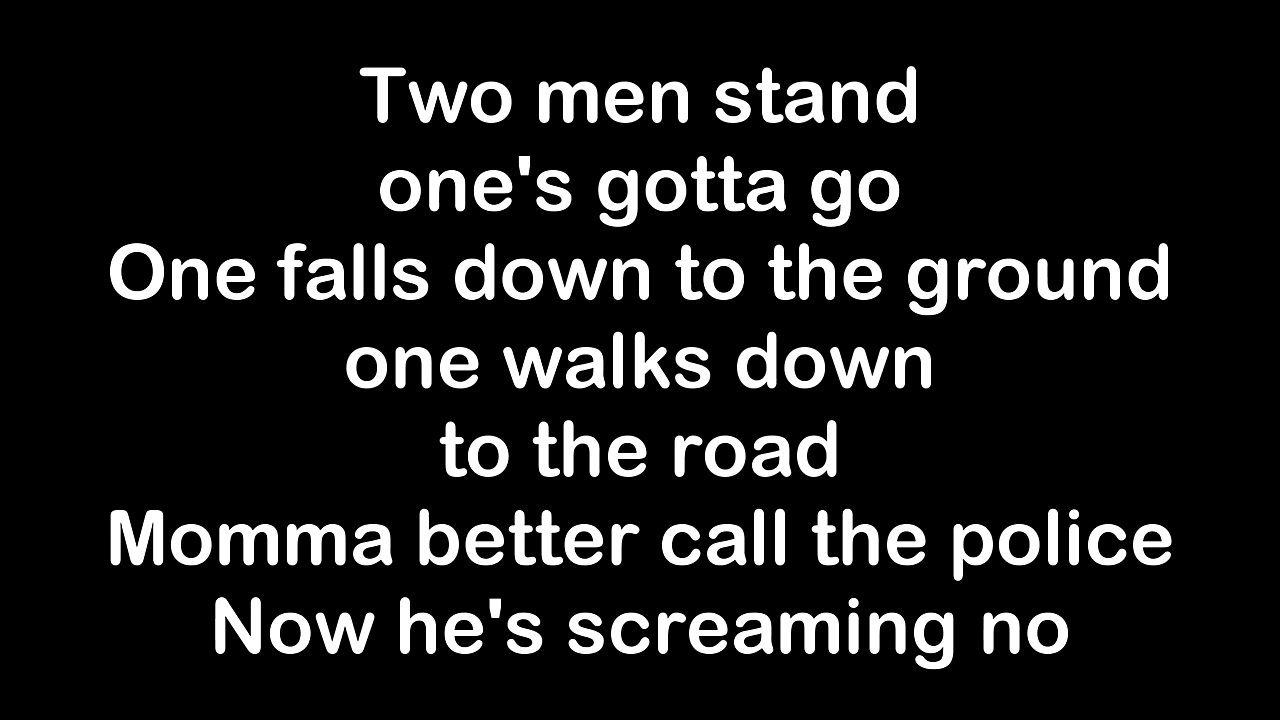 Two men stand
one's gotta go
One falls down to the ground
one walks down
to the road
Momma better call the police
Now he's screaming no